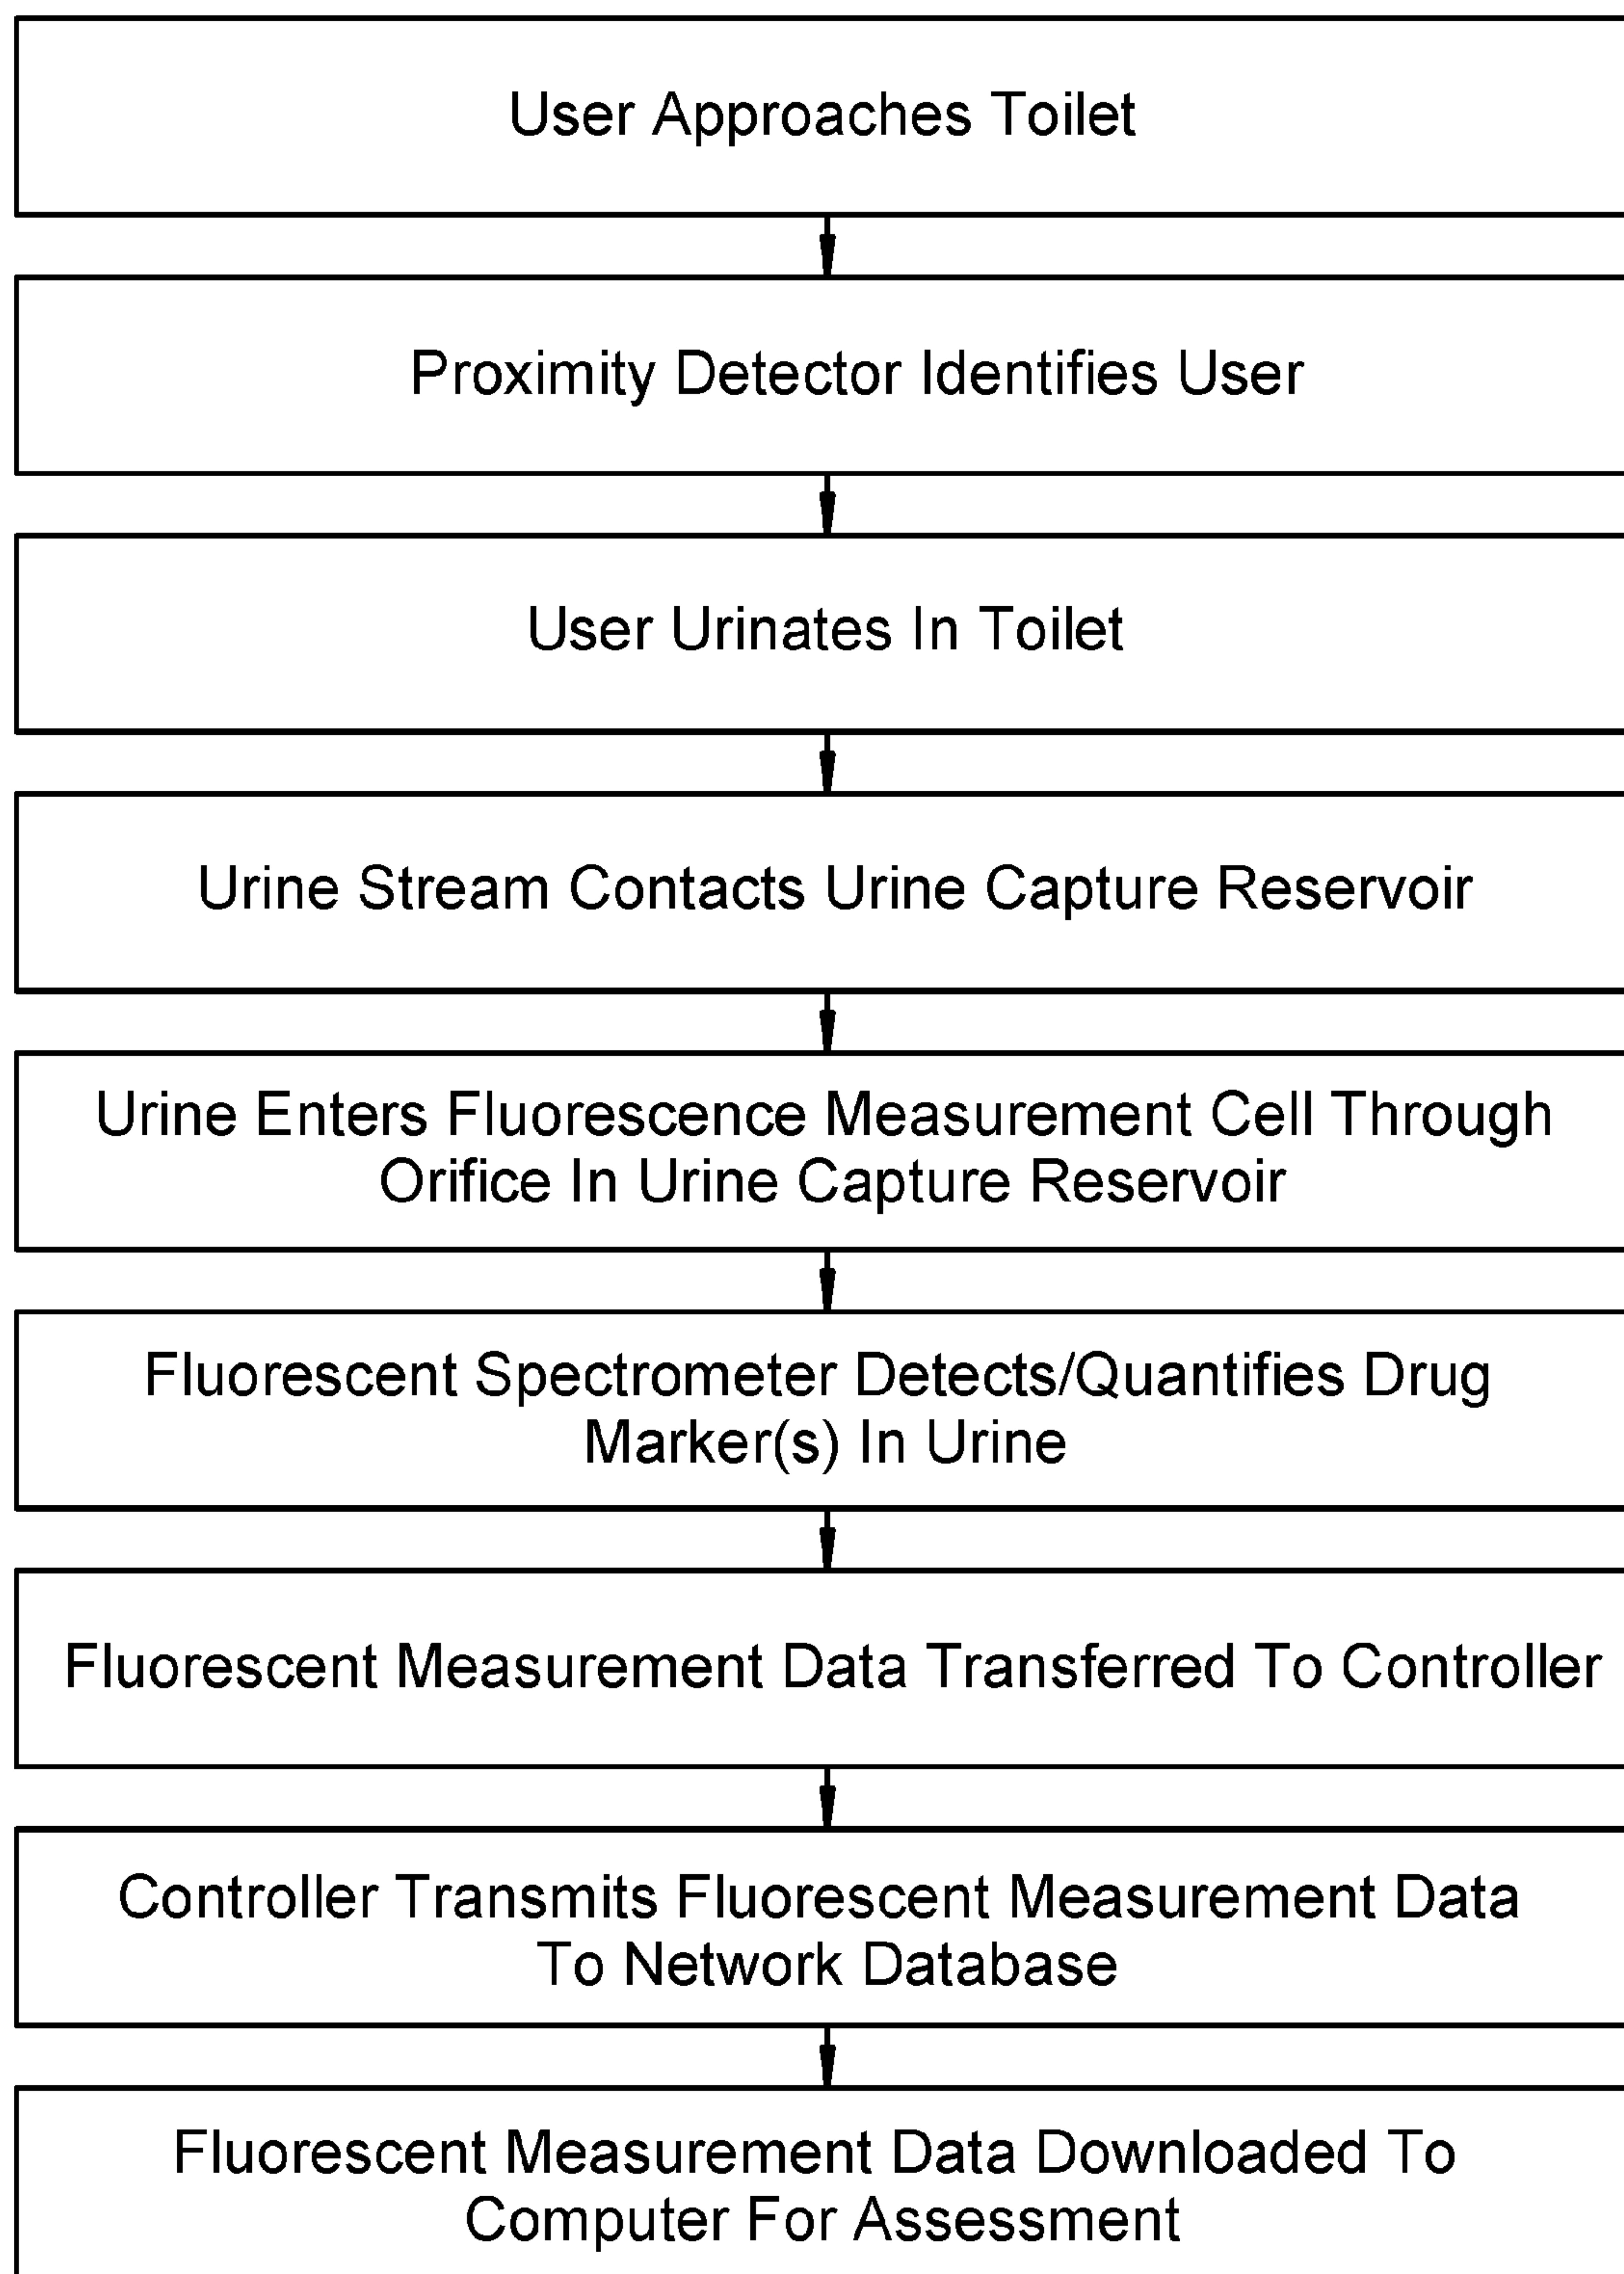 User Approaches Toilet
Proximity Detector Identifies User
User Urinates In Toilet
Urine Stream Contacts Urine Capture Reservoir
Urine Enters Fluorescence Measurement Cell Through
Orifice In Urine Capture Reservoir
Fluorescent Spectrometer Detects/Quantifies Drug
Marker(s) In Urine
Fluorescent Measurement Data Transferred To Controller
Controller Transmits Fluorescent Measurement Data
To Network Database
Fluorescent Measurement Data Downloaded To
Computer For Assessment